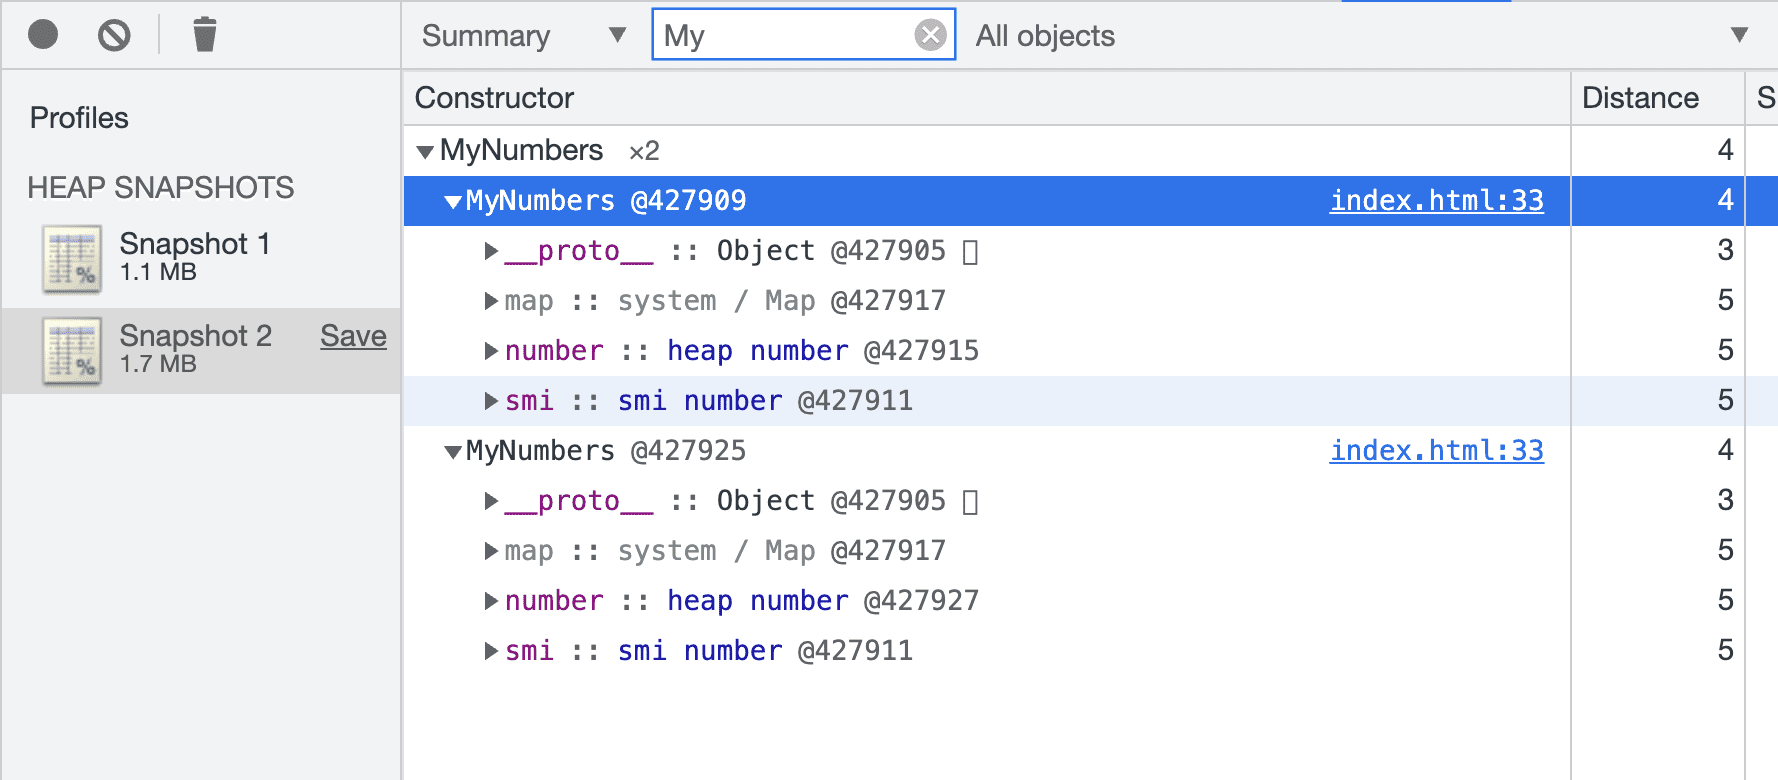 Summary ▼ My All objects ▼
Profiles
HEAP SNAPSHOTS
Snapshot 1
1.1 MB
Snapshot 2 Save
1.7 MB
Constructor Distance S
▼MyNumbers ×2 4
▼MyNumbers @427909 index.html:33 4
▶__proto__ :: Object @427905 ▯ 3
▶map :: system / Map @427917 5
▶number :: heap number @427915 5
▶smi :: smi number @427911 5
▼MyNumbers @427925 index.html:33 4
▶__proto__ :: Object @427905 ▯ 3
▶map :: system / Map @427917 5
▶number :: heap number @427927 5
▶smi :: smi number @427911 5